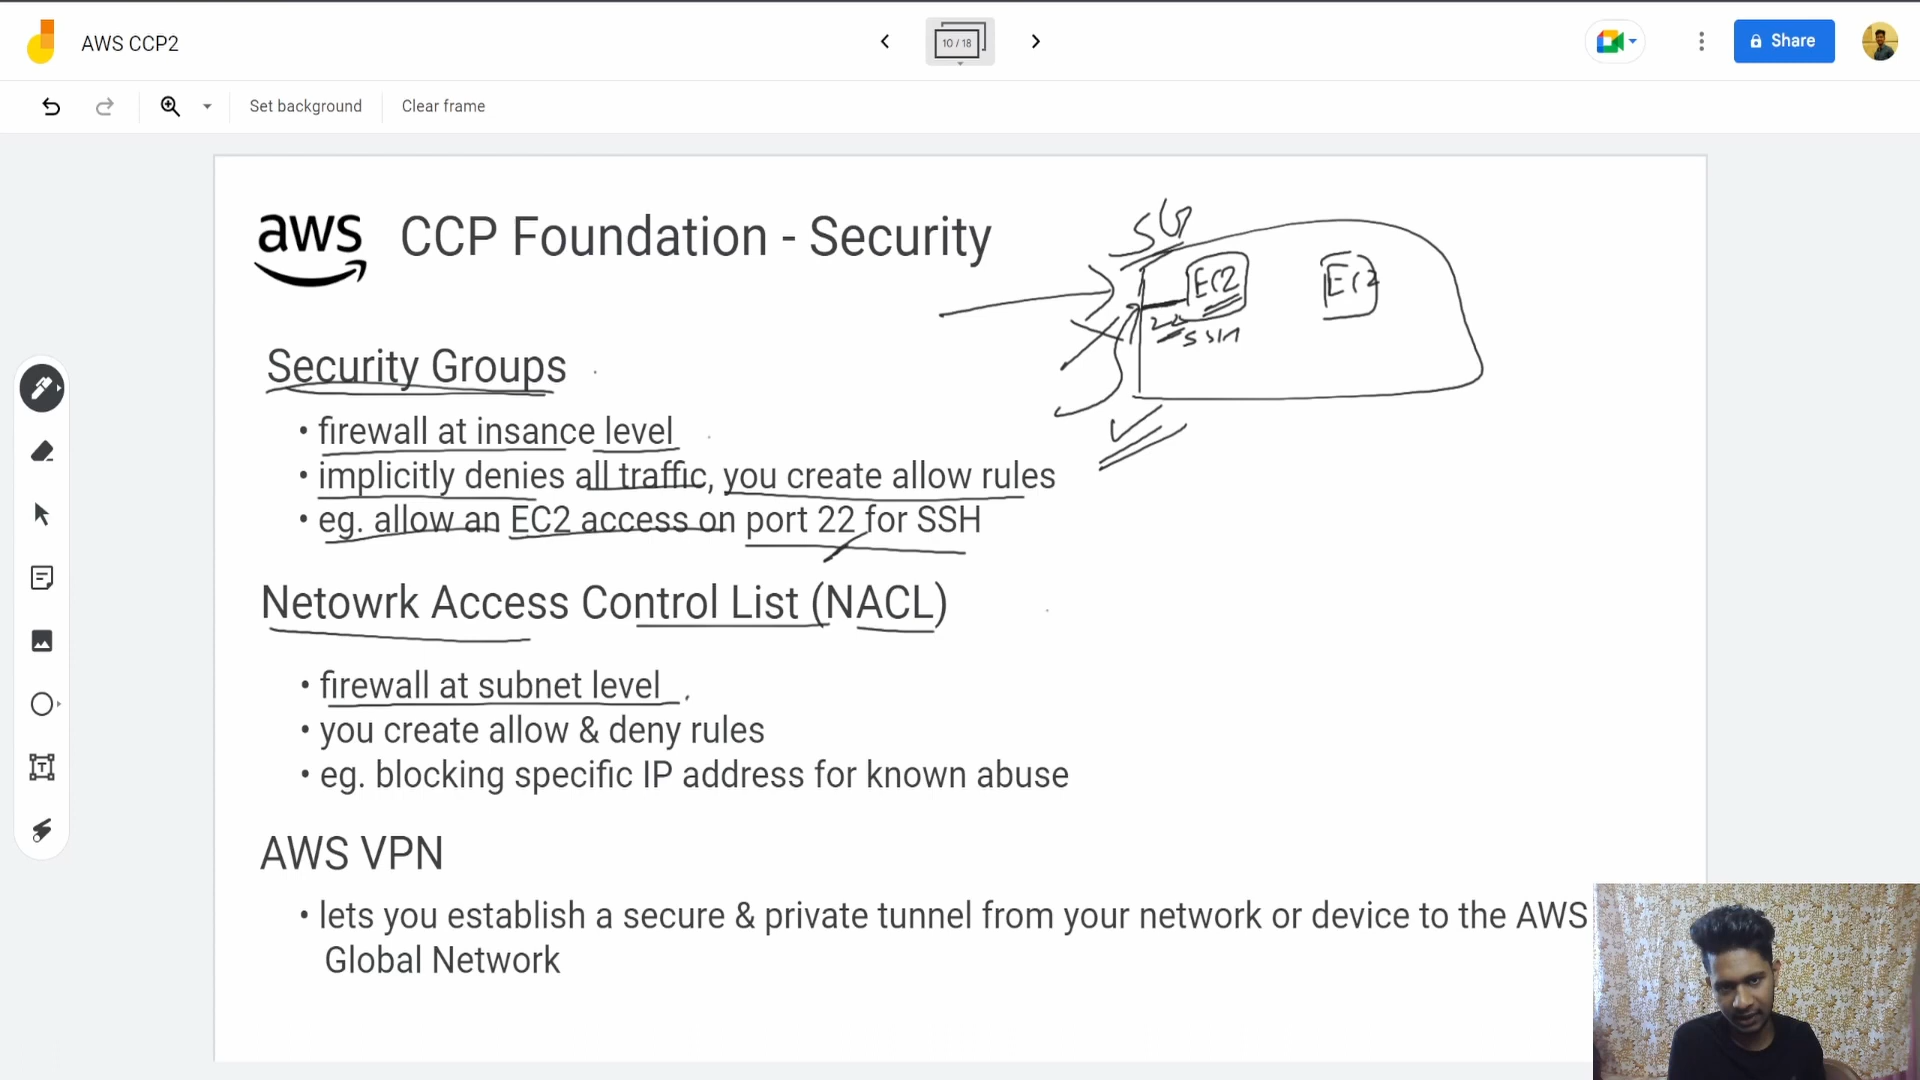 AWS CCP2
10 / 18
Share
Set background
Clear frame
aws
CCP Foundation - Security
SG
EC2
EC2
22
SSH
Security Groups
• firewall at insance level
• implicitly denies all traffic, you create allow rules
• eg. allow an EC2 access on port 22 for SSH
Netowrk Access Control List (NACL)
• firewall at subnet level
• you create allow & deny rules
• eg. blocking specific IP address for known abuse
AWS VPN
• lets you establish a secure & private tunnel from your network or device to the AWS
Global Network